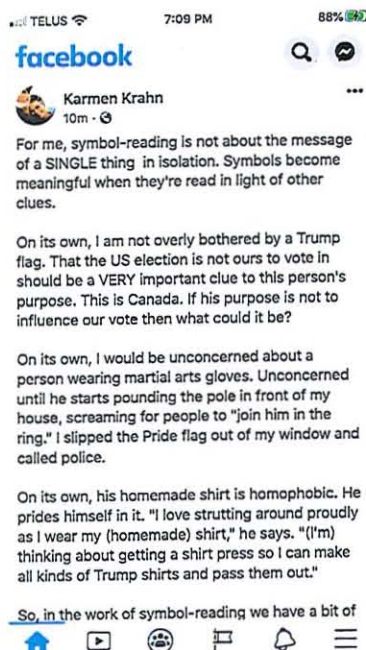 TELUS
7:09 PM
88%
facebook
Karmen Krahn
10m ·
For me, symbol-reading is not about the message
of a SINGLE thing in isolation. Symbols become
meaningful when they're read in light of other
clues.
On its own, I am not overly bothered by a Trump
flag. That the US election is not ours to vote in
should be a VERY important clue to this person's
purpose. This is Canada. If his purpose is not to
influence our vote then what could it be?
On its own, I would be unconcerned about a
person wearing martial arts gloves. Unconcerned
until he starts pounding the pole in front of my
house, screaming for people to "join him in the
ring." I slipped the Pride flag out of my window and
called police.
On its own, his homemade shirt is homophobic. He
prides himself in it. "I love strutting around proudly
as I wear my (homemade) shirt," he says. "(I'm)
thinking about getting a shirt press so I can make
all kinds of Trump shirts and pass them out."
So, in the work of symbol-reading we have a bit of